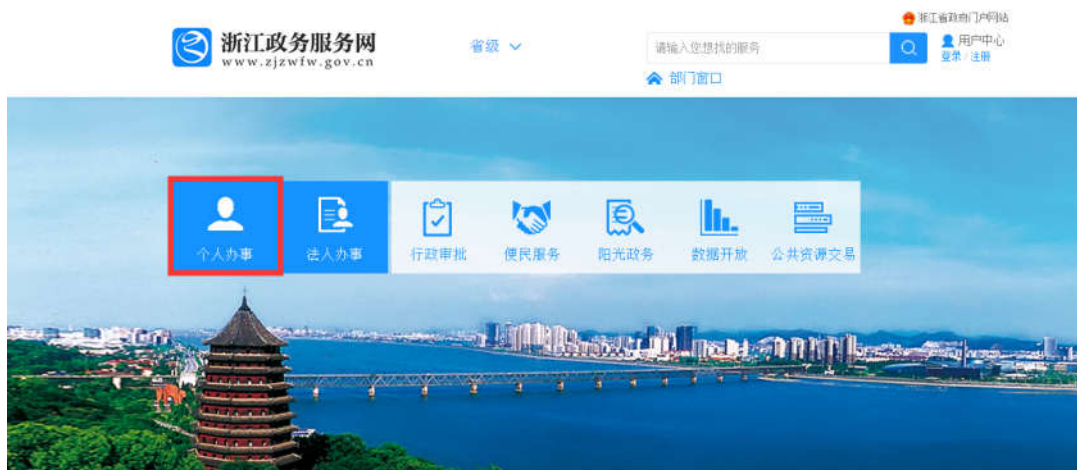 浙江省政府门户网站
浙江政务服务网
www.zjzwfw.gov.cn
省级
请输入您想找的服务
用户中心
登录 注册
部门窗口
个人办事
法人办事
行政审批
便民服务
阳光政务
数据开放
公共资源交易